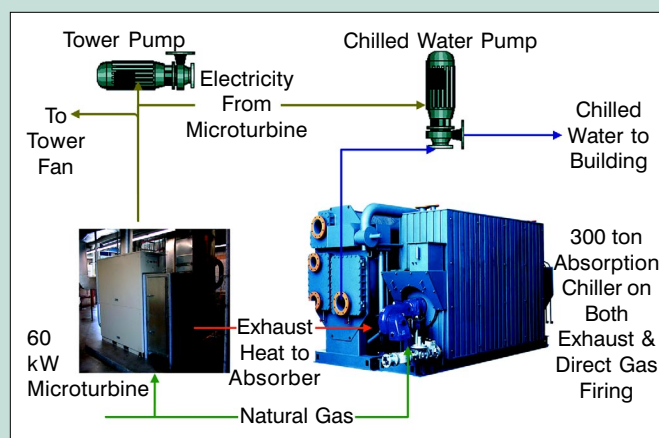 Tower Pump
Chilled Water Pump
Electricity
From
Microturbine
To
Tower
Fan
Chilled
Water to
Building
300 ton
Absorption
Chiller on
Both
Exhaust &
Direct Gas
Firing
Exhaust
Heat to
Absorber
60
kW
Microturbine
Natural Gas